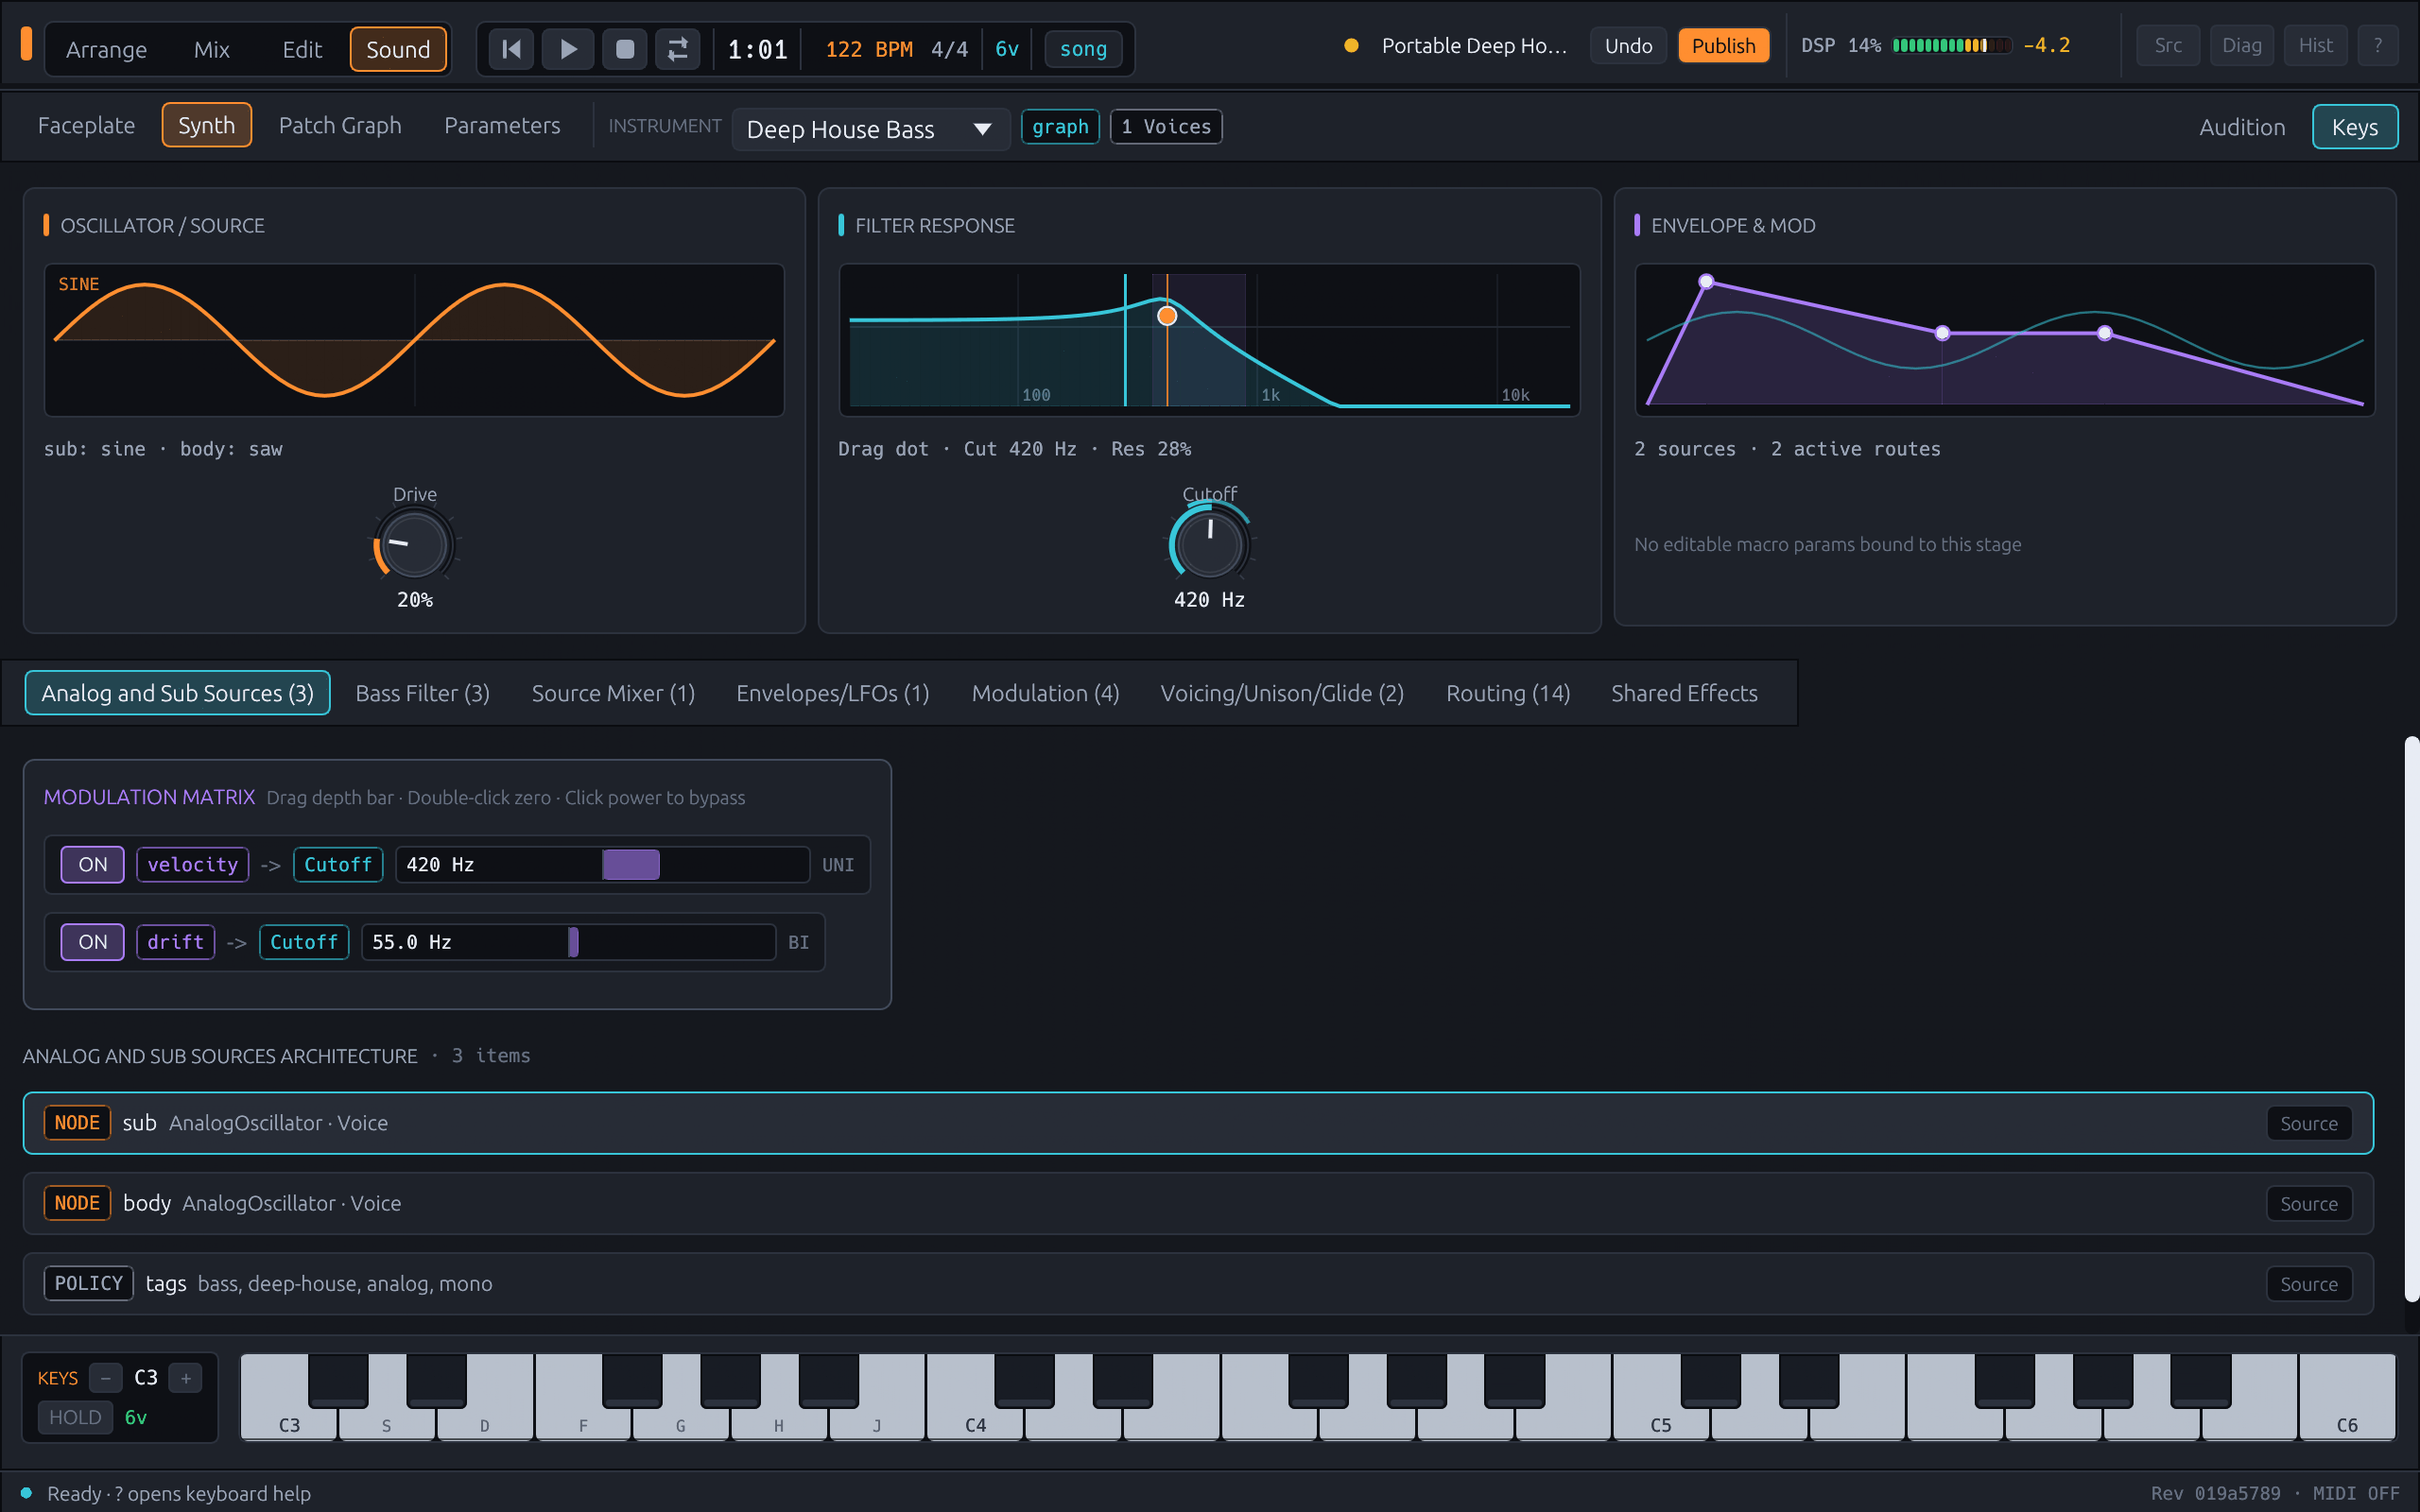 Arrange Mix Edit Sound 1:01 122 BPM 4/4 6v song Portable Deep Ho... Undo Publish DSP 14% -4.2 Src Diag Hist ?
Faceplate Synth Patch Graph Parameters INSTRUMENT Deep House Bass graph 1 Voices Audition Keys
OSCILLATOR / SOURCE
SINE
sub: sine · body: saw
Drive
20%
FILTER RESPONSE
100 1k 10k
Drag dot · Cut 420 Hz · Res 28%
Cutoff
420 Hz
ENVELOPE & MOD
2 sources · 2 active routes
No editable macro params bound to this stage
Analog and Sub Sources (3) Bass Filter (3) Source Mixer (1) Envelopes/LFOs (1) Modulation (4) Voicing/Unison/Glide (2) Routing (14) Shared Effects
MODULATION MATRIX Drag depth bar · Double-click zero · Click power to bypass
ON velocity -> Cutoff 420 Hz UNI
ON drift -> Cutoff 55.0 Hz BI
ANALOG AND SUB SOURCES ARCHITECTURE · 3 items
NODE sub AnalogOscillator · Voice Source
NODE body AnalogOscillator · Voice Source
POLICY tags bass, deep-house, analog, mono Source
KEYS - C3 +
HOLD 6v
C3 S D F G H J C4 C5 C6
Ready · ? opens keyboard help Rev 019a5789 · MIDI OFF